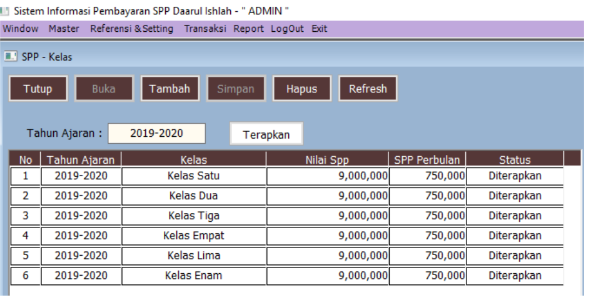 Sistem Informasi Pembayaran SPP Daarul Ishlah - " ADMIN "
Window Master Referensi & Setting Transaksi Report LogOut Exit
SPP - Kelas
Tutup Buka Tambah Simpan Hapus Refresh
Tahun Ajaran : 2019-2020 Terapkan
No Tahun Ajaran Kelas Nilai Spp SPP Perbulan Status
1 2019-2020 Kelas Satu 9,000,000 750,000 Diterapkan
2 2019-2020 Kelas Dua 9,000,000 750,000 Diterapkan
3 2019-2020 Kelas Tiga 9,000,000 750,000 Diterapkan
4 2019-2020 Kelas Empat 9,000,000 750,000 Diterapkan
5 2019-2020 Kelas Lima 9,000,000 750,000 Diterapkan
6 2019-2020 Kelas Enam 9,000,000 750,000 Diterapkan